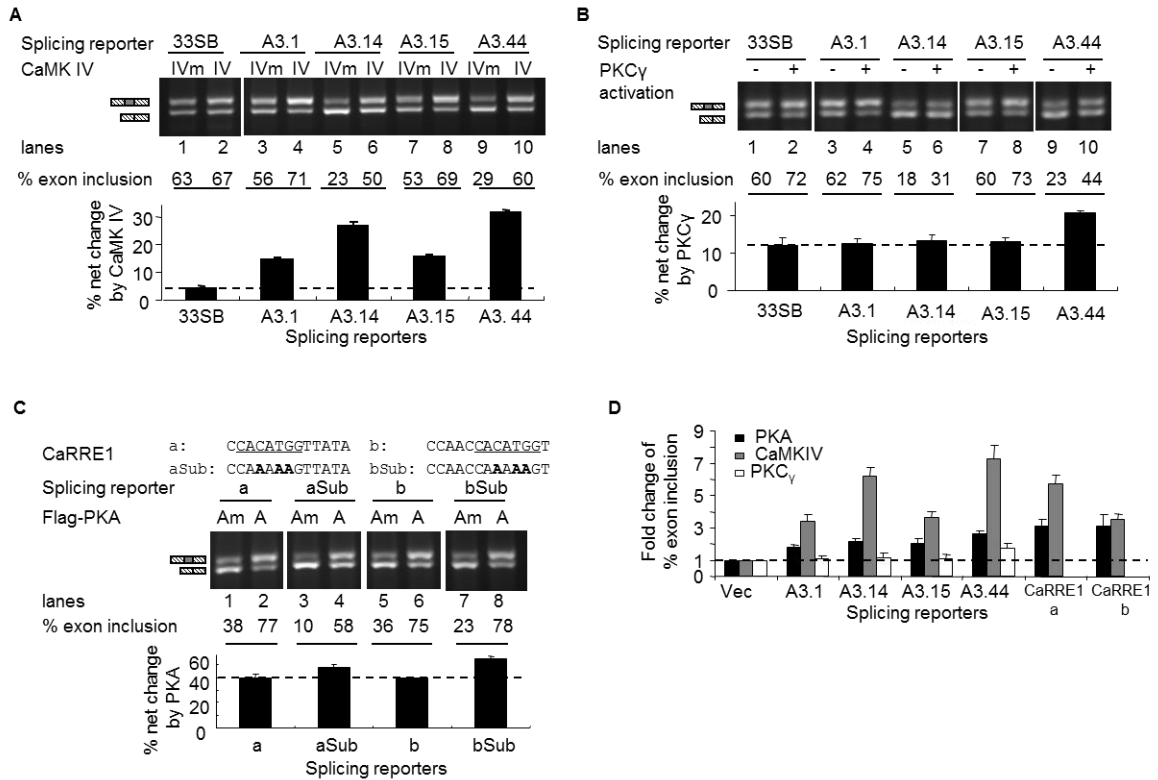 A
Splicing reporter 33SB A3.1 A3.14 A3.15 A3.44
CaMK IV IVm IV IVm IV IVm IV IVm IV IVm IV
lanes 1 2 3 4 5 6 7 8 9 10
% exon inclusion 63 67 56 71 23 50 53 69 29 60
% net change by CaMK IV
30
20
10
0
33SB A3.1 A3.14 A3.15 A3.44
Splicing reporters
B
Splicing reporter 33SB A3.1 A3.14 A3.15 A3.44
PKCγ activation - + - + - + - + - +
lanes 1 2 3 4 5 6 7 8 9 10
% exon inclusion 60 72 62 75 18 31 60 73 23 44
% net change by PKCγ
20
10
0
33SB A3.1 A3.14 A3.15 A3.44
Splicing reporters
C
CaRRE1
a: CCACATGGTTATA b: CCAACCACATGGT
aSub: CCAAAAAGTTATA bSub: CCAACCAAAAAGT
Splicing reporter a aSub b bSub
Flag-PKA Am A Am A Am A Am A
lanes 1 2 3 4 5 6 7 8
% exon inclusion 38 77 10 58 36 75 23 78
% net change by PKA
60
40
20
0
a aSub b bSub
Splicing reporters
D
Fold change of % exon inclusion
9
7
5
3
1
0
PKA
CaMKIV
PKCγ
Vec A3.1 A3.14 A3.15 A3.44 CaRRE1 a CaRRE1 b
Splicing reporters